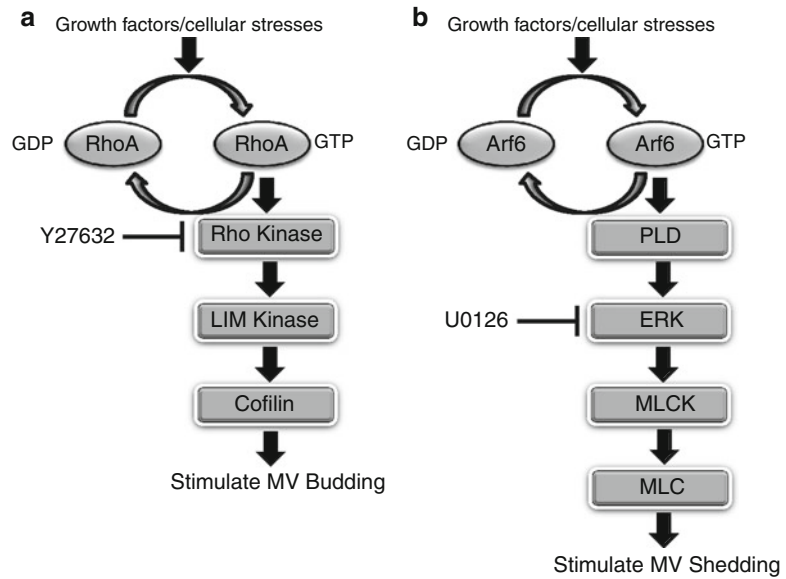 a
Growth factors/cellular stresses
GDP
RhoA
RhoA
GTP
Y27632
Rho Kinase
LIM Kinase
Cofilin
Stimulate MV Budding
b
Growth factors/cellular stresses
GDP
Arf6
Arf6
GTP
PLD
U0126
ERK
MLCK
MLC
Stimulate MV Shedding